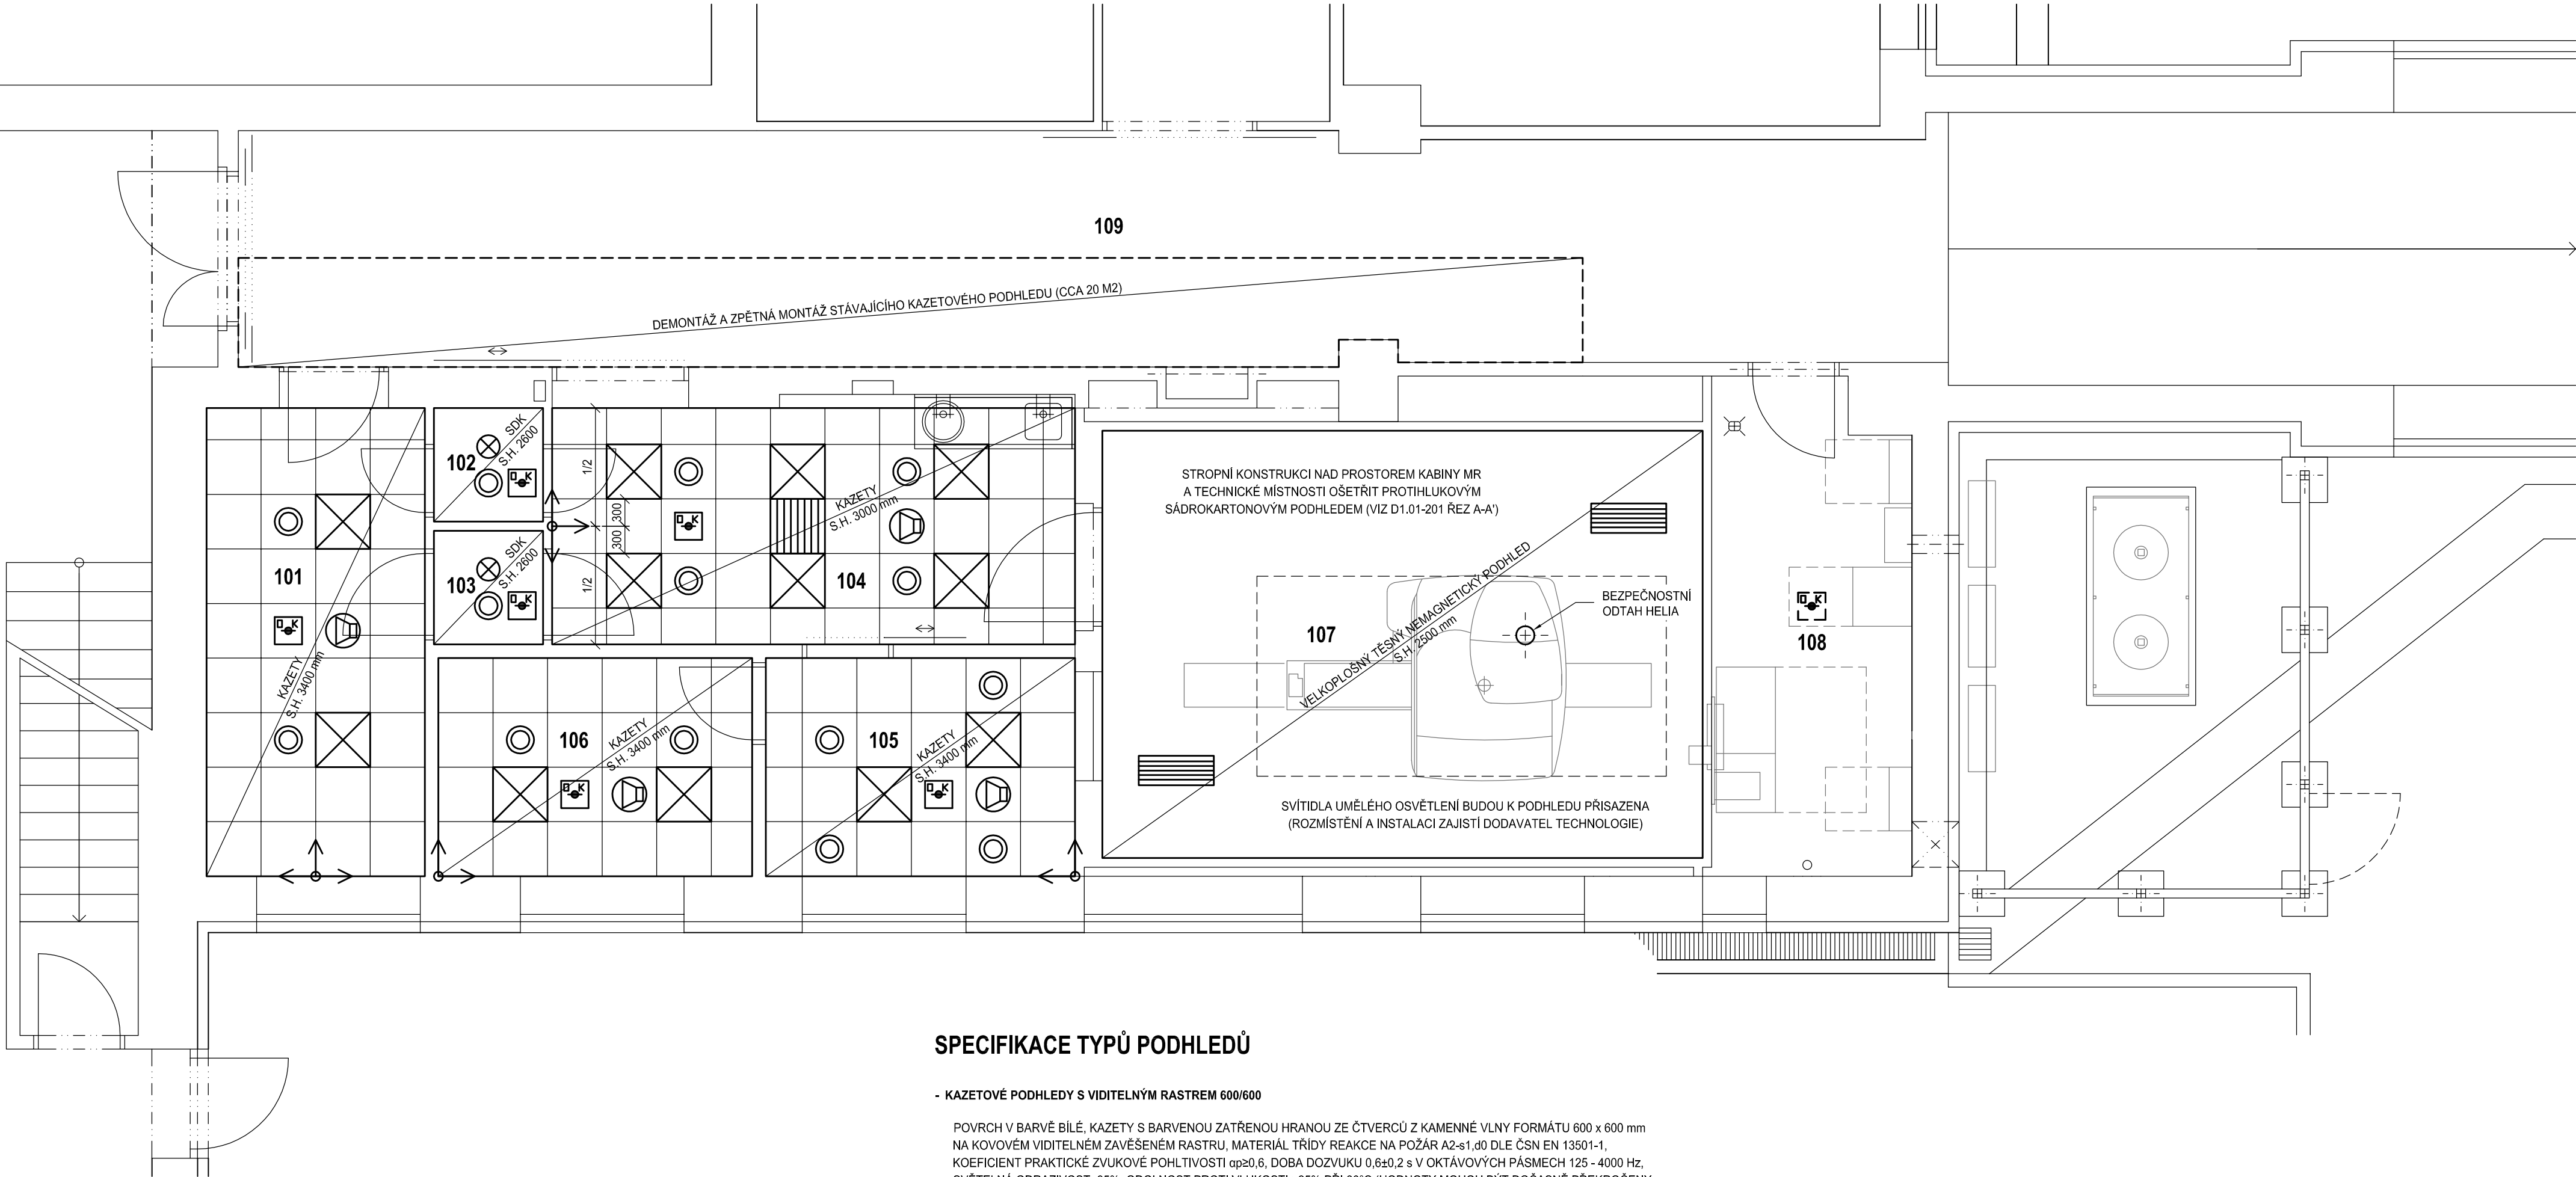 109
DEMONTÁŽ A ZPĚTNÁ MONTÁŽ STÁVAJÍCÍHO KAZETOVÉHO PODHLEDU (CCA 20 M2)
102
SDK
S.H. 2600
O K
103
SDK
S.H. 2600
O K
1/2
300
300
1/2
O K
KAZETY
S.H. 3000 mm
104
101
O K
KAZETY
S.H. 3400 mm
106
KAZETY
S.H. 3400 mm
O K
105
KAZETY
S.H. 3400 mm
O K
STROPNÍ KONSTRUKCI NAD PROSTOREM KABINY MR
A TECHNICKÉ MÍSTNOSTI OŠETŘIT PROTIHLUKOVÝM
SÁDROKARTONOVÝM PODHLEDEM (VIZ D1.01-201 ŘEZ A-A')
VELKOPLOŠNÝ TĚSNÝ NEMAGNETICKÝ PODHLED
S.H. 2500 mm
107
BEZPEČNOSTNÍ
ODTAH HELIA
SVÍTIDLA UMĚLÉHO OSVĚTLENÍ BUDOU K PODHLEDU PŘISAZENA
(ROZMÍSTĚNÍ A INSTALACI ZAJISTÍ DODAVATEL TECHNOLOGIE)
O K
108
SPECIFIKACE TYPŮ PODHLEDŮ
- KAZETOVÉ PODHLEDY S VIDITELNÝM RASTREM 600/600
POVRCH V BARVĚ BÍLÉ, KAZETY S BARVENOU ZATŘENOU HRANOU ZE ČTVERCŮ Z KAMENNÉ VLNY FORMÁTU 600 x 600 mm
NA KOVOVÉM VIDITELNÉM ZAVĚŠENÉM RASTRU, MATERIÁL TŘÍDY REAKCE NA POŽÁR A2-s1,d0 DLE ČSN EN 13501-1,
KOEFICIENT PRAKTICKÉ ZVUKOVÉ POHLTIVOSTI αp≥0,6, DOBA DOZVUKU 0,6±0,2 s V OKTÁVOVÝCH PÁSMECH 125 - 4000 Hz,